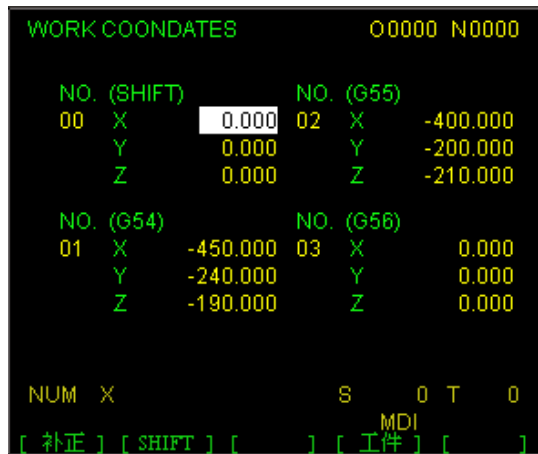 WORK COONDATES O0000 N0000
NO. (SHIFT) NO. (G55)
00 X 0.000 02 X -400.000
Y 0.000 Y -200.000
Z 0.000 Z -210.000
NO. (G54) NO. (G56)
01 X -450.000 03 X 0.000
Y -240.000 Y 0.000
Z -190.000 Z 0.000
NUM X S 0 T 0
MDI
[ 补正 ] [ SHIFT ] [ ] [ 工件 ] [ ]